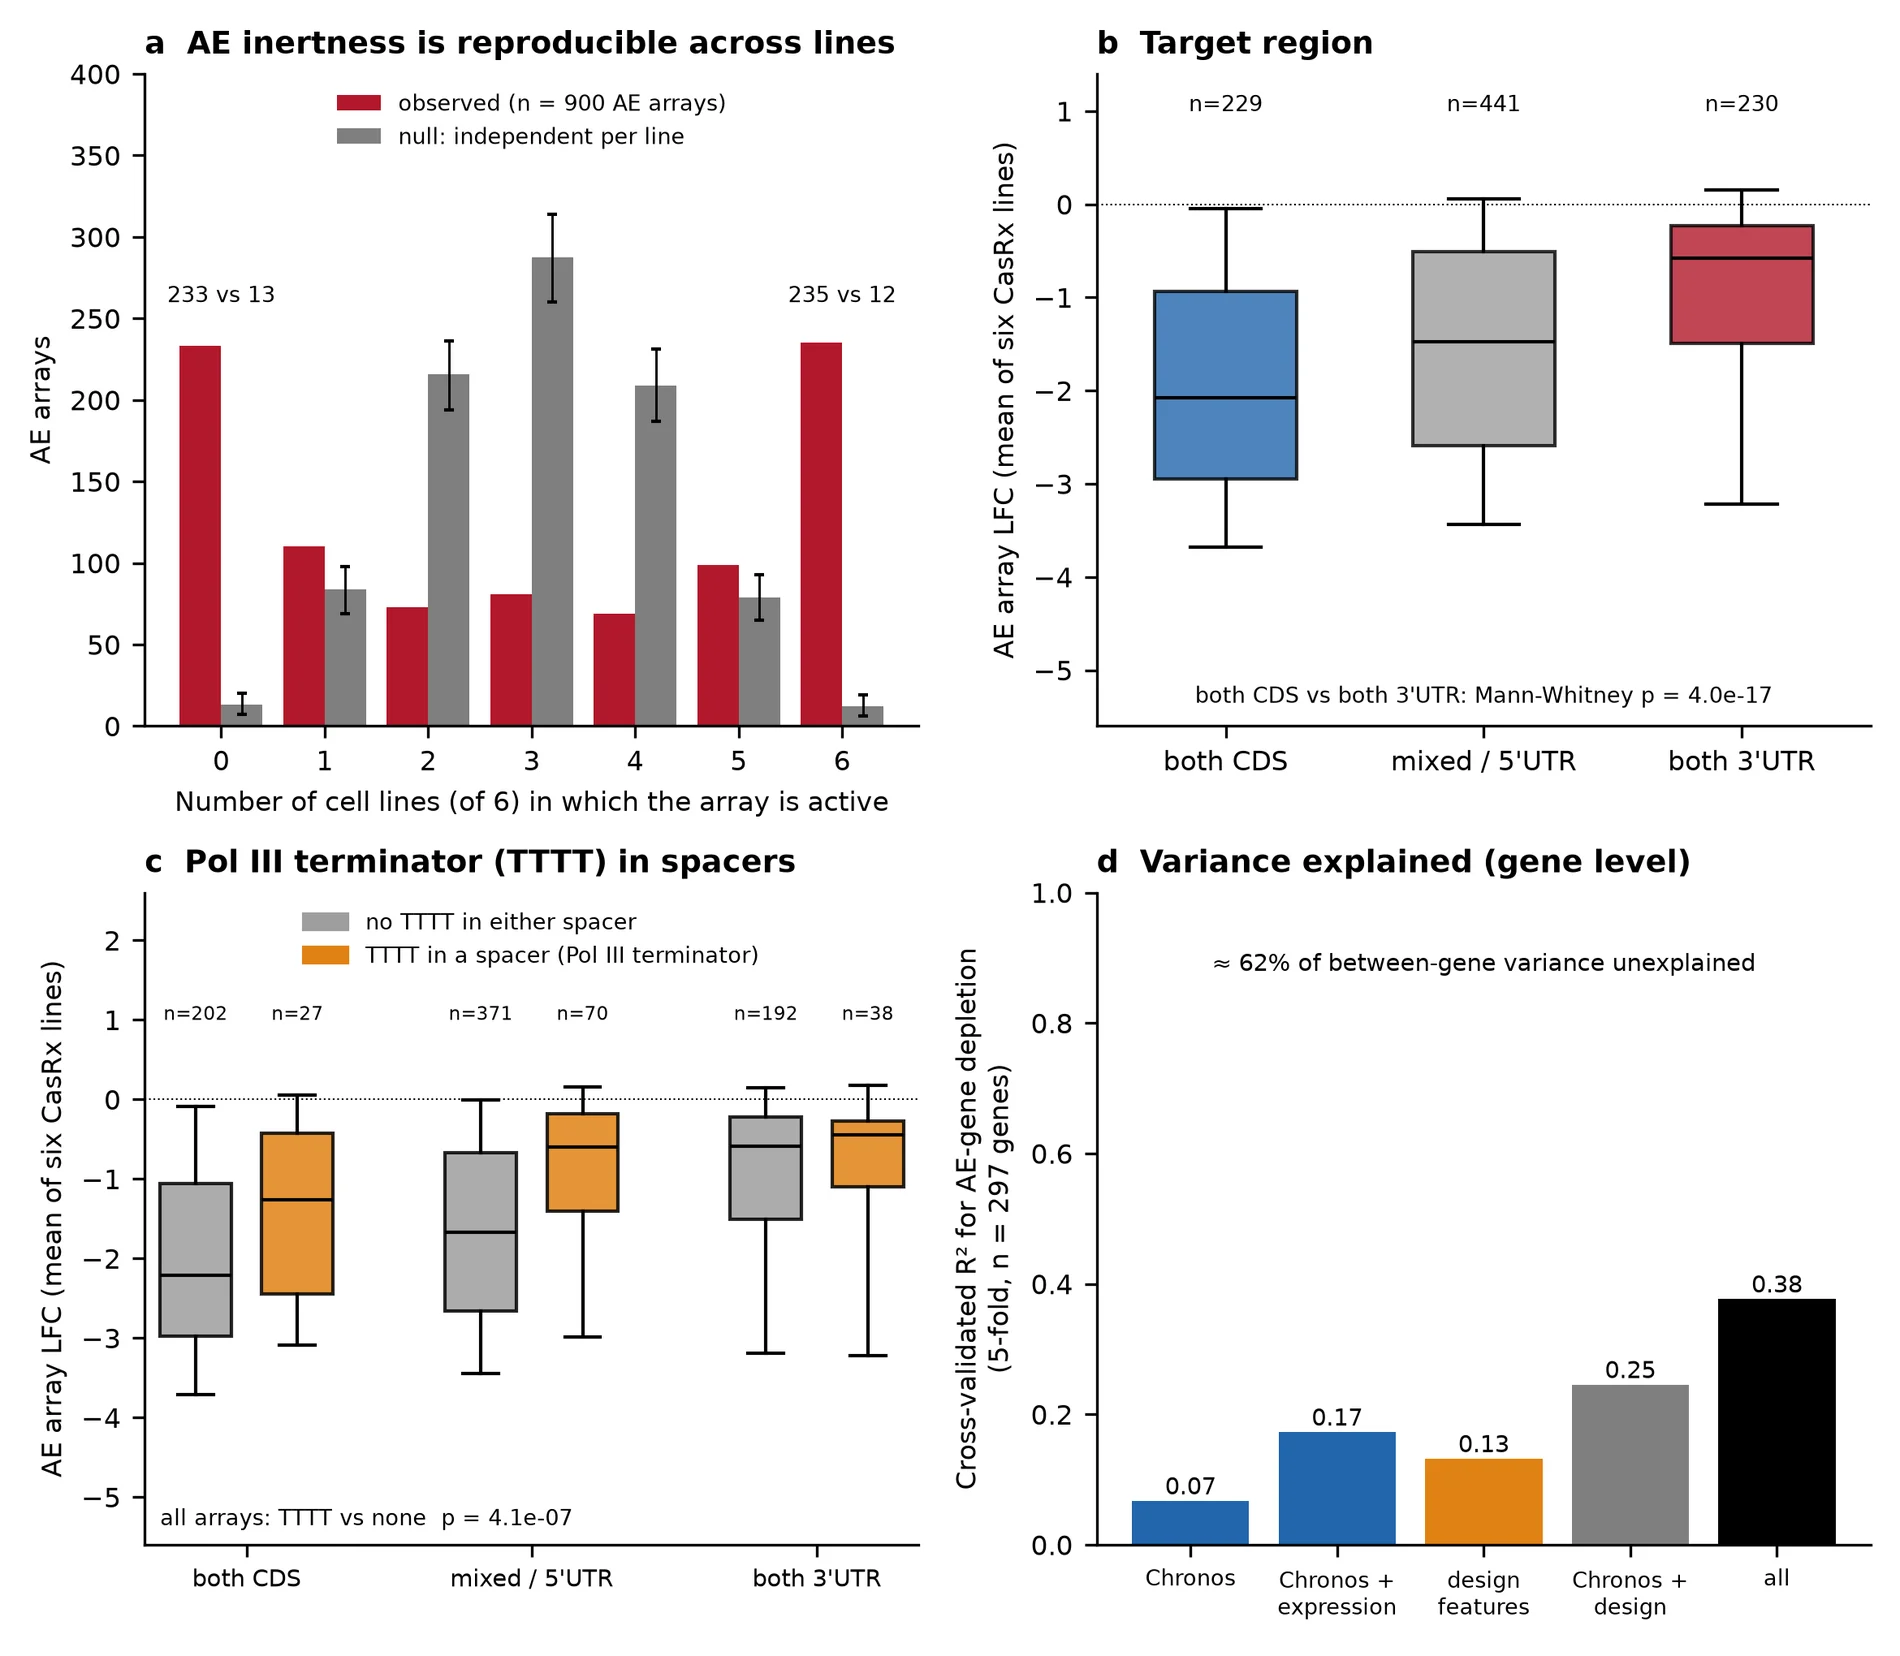 a AE inertness is reproducible across lines
400
350
300
250
200
150
100
50
0
AE arrays
observed (n = 900 AE arrays)
null: independent per line
233 vs 13
235 vs 12
0 1 2 3 4 5 6
Number of cell lines (of 6) in which the array is active
b Target region
1
0
−1
−2
−3
−4
−5
AE array LFC (mean of six CasRx lines)
n=229 n=441 n=230
both CDS vs both 3'UTR: Mann-Whitney p = 4.0e-17
both CDS mixed / 5'UTR both 3'UTR
c Pol III terminator (TTTT) in spacers
2
1
0
−1
−2
−3
−4
−5
AE array LFC (mean of six CasRx lines)
no TTTT in either spacer
TTTT in a spacer (Pol III terminator)
n=202 n=27 n=371 n=70 n=192 n=38
all arrays: TTTT vs none p = 4.1e-07
both CDS mixed / 5'UTR both 3'UTR
d Variance explained (gene level)
1.0
0.8
0.6
0.4
0.2
0.0
Cross-validated R² for AE-gene depletion
(5-fold, n = 297 genes)
≈ 62% of between-gene variance unexplained
0.07
0.17
0.13
0.25
0.38
Chronos
Chronos +
expression
design
features
Chronos +
design
all